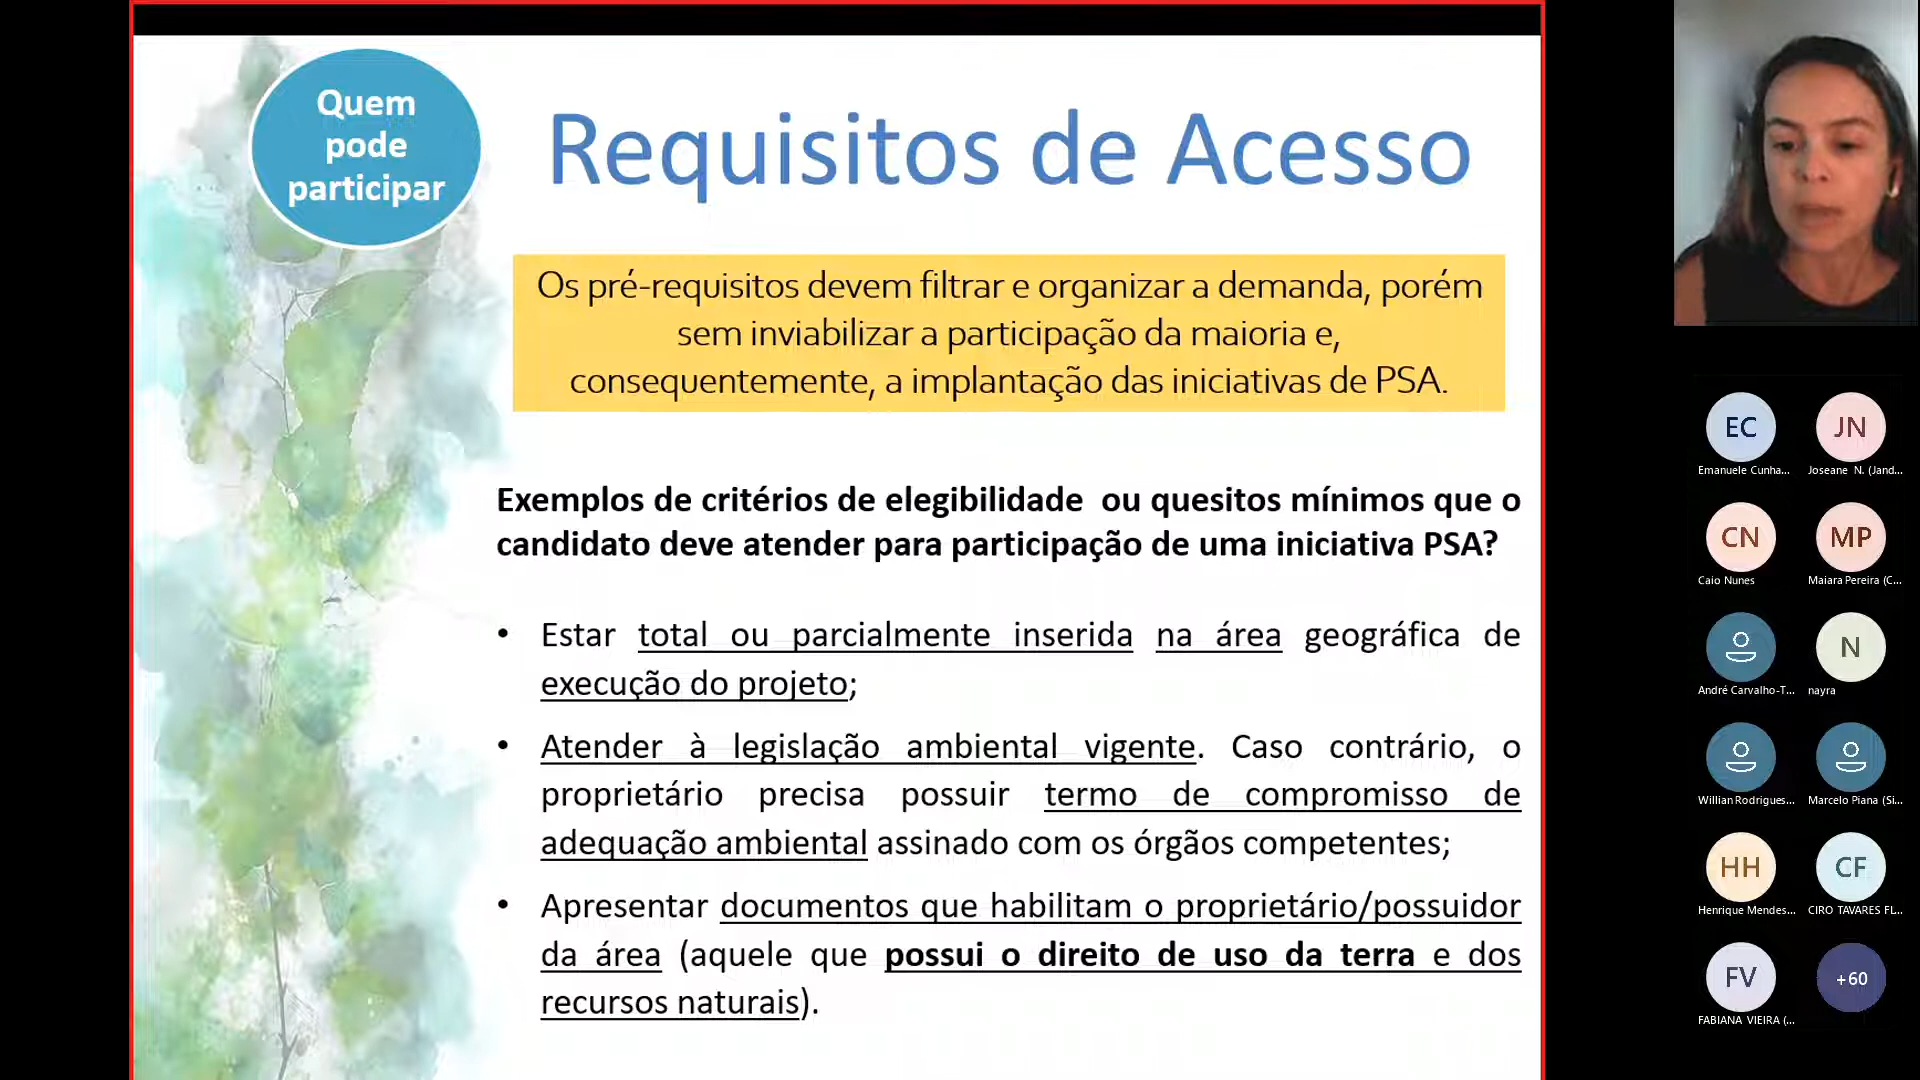 Quem
pode
participar
Requisitos de Acesso
Os pré-requisitos devem filtrar e organizar a demanda, porém
sem inviabilizar a participação da maioria e,
consequentemente, a implantação das iniciativas de PSA.
Exemplos de critérios de elegibilidade ou quesitos mínimos que o
candidato deve atender para participação de uma iniciativa PSA?
• Estar total ou parcialmente inserida na área geográfica de
execução do projeto;
• Atender à legislação ambiental vigente. Caso contrário, o
proprietário precisa possuir termo de compromisso de
adequação ambiental assinado com os órgãos competentes;
• Apresentar documentos que habilitam o proprietário/possuidor
da área (aquele que possui o direito de uso da terra e dos
recursos naturais).
EC
JN
Emanuele Cunha...
Joseane N. (Jand...
CN
MP
Caio Nunes
Maiara Pereira (C...
N
André Carvalho-T...
nayra
Willian Rodrigues...
Marcelo Piana (Si...
HH
CF
Henrique Mendes...
CIRO TAVARES FL...
FV
+60
FABIANA VIEIRA (...